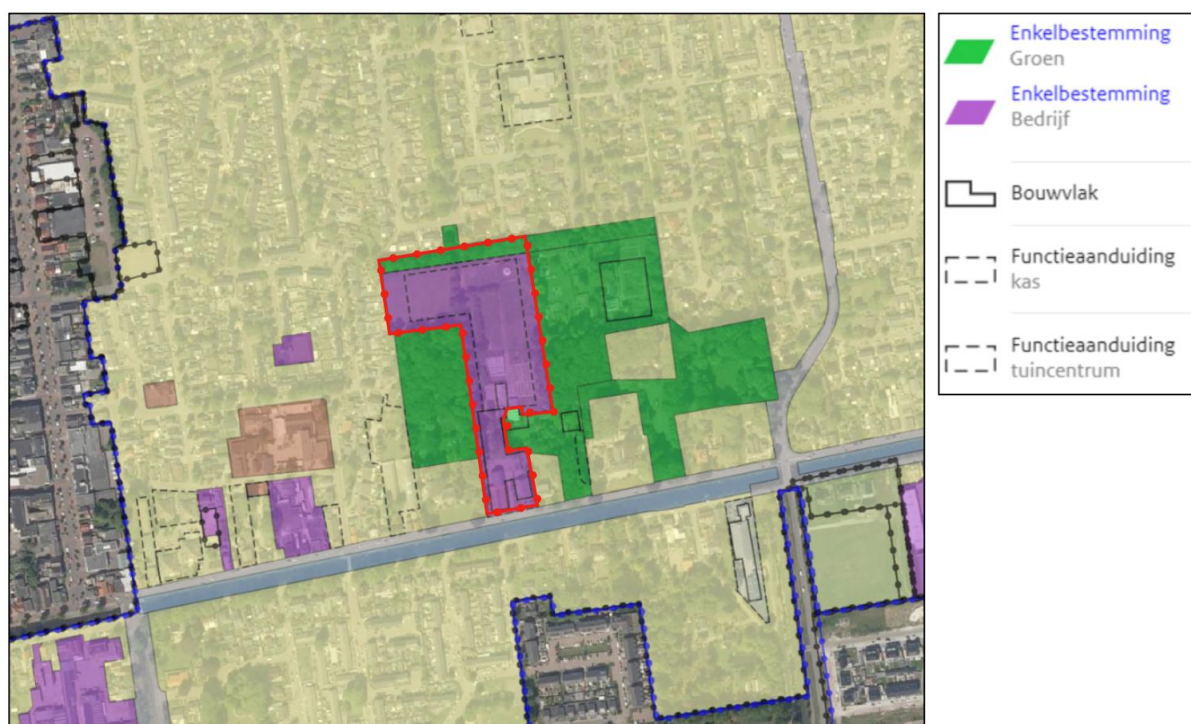 Enkelbestemming
Groen
Enkelbestemming
Bedrijf
Bouwvlak
Functieaanduiding
kas
Functieaanduiding
tuincentrum